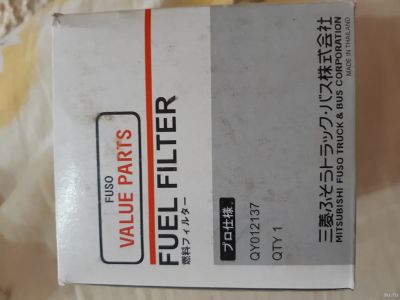 FUSO
VALUE PARTS
FUEL FILTER
燃料フィルター
プロ仕様
QY012137
QTY 1
三菱ふそうトラック・バス株式会社
MITSUBISHI FUSO TRUCK & BUS CORPORATION
MADE IN THAILAND
au.ru